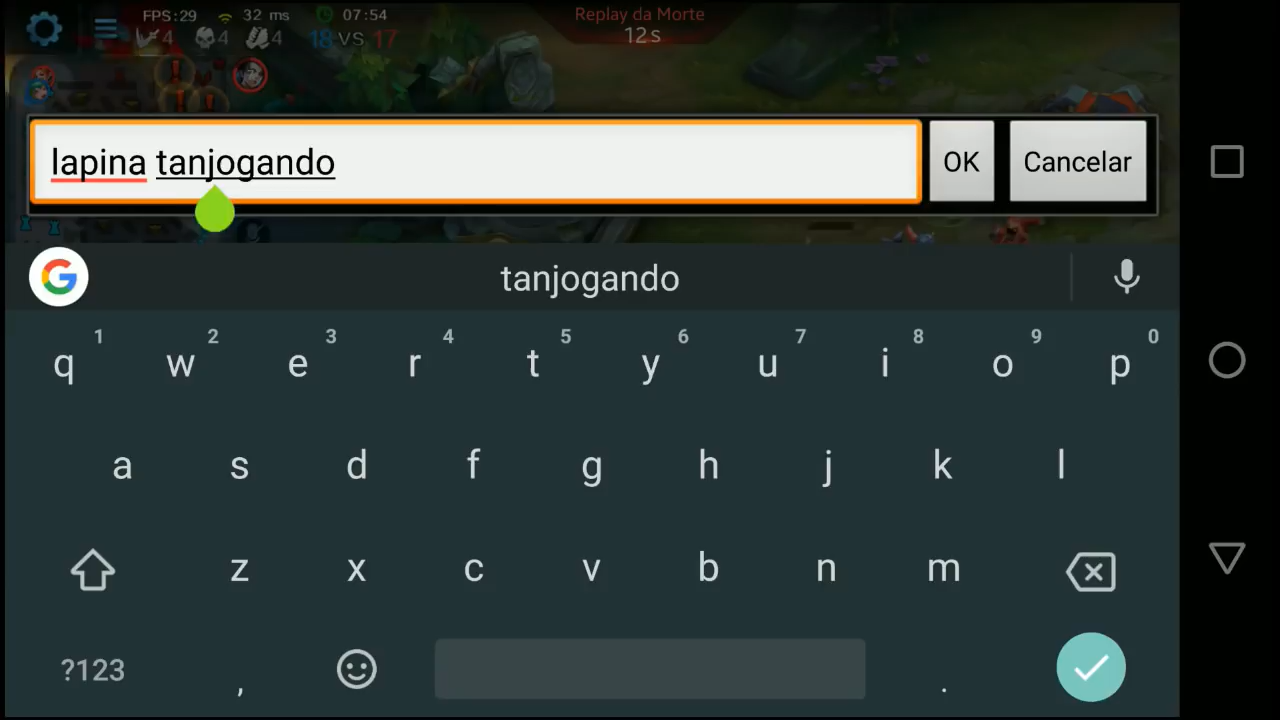 FPS:29 32 ms 07:54
4 4 4 18 VS 17
Replay da Morte
12s
lapina tanjogando OK Cancelar
G tanjogando
1 2 3 4 5 6 7 8 9 0
q w e r t y u i o p
a s d f g h j k l
z x c v b n m
?123 , .